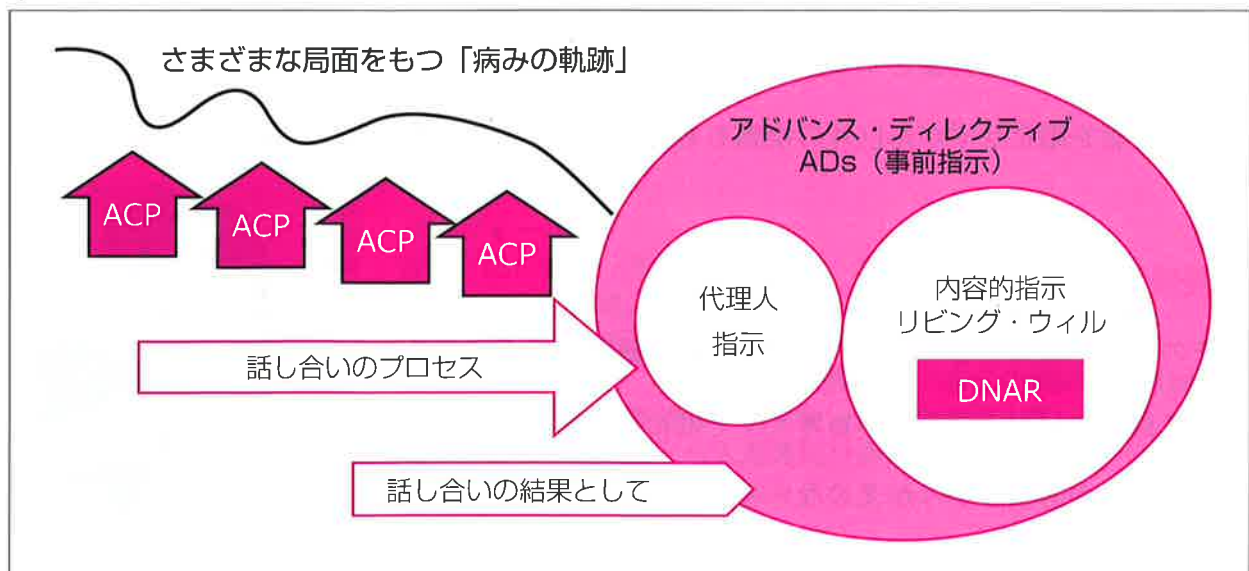 さまざまな局面をもつ「病みの軌跡」
アドバンス・ディレクティブ
ADs（事前指示）
ACP
ACP
ACP
ACP
代理人
指示
内容的指示
リビング・ウィル
DNAR
話し合いのプロセス
話し合いの結果として